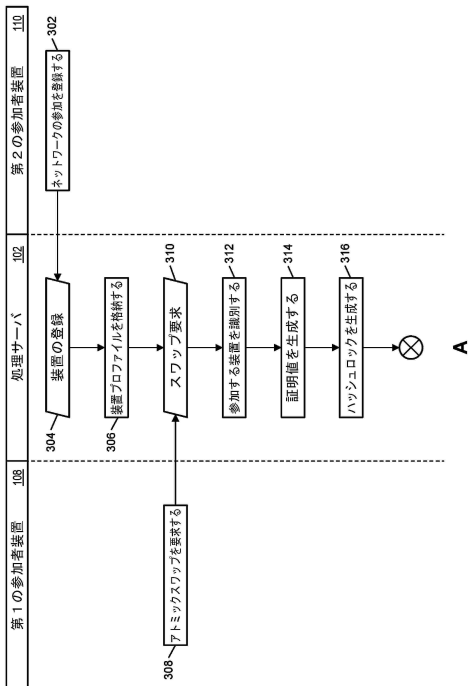 第1の参加者装置 108
処理サーバ 102
第2の参加者装置 110
ネットワークの参加を登録する 302
装置の登録 304
装置プロファイルを格納する 306
アトミックスワップを要求する 308
スワップ要求 310
参加する装置を識別する 312
証明値を生成する 314
ハッシュロックを生成する 316
A